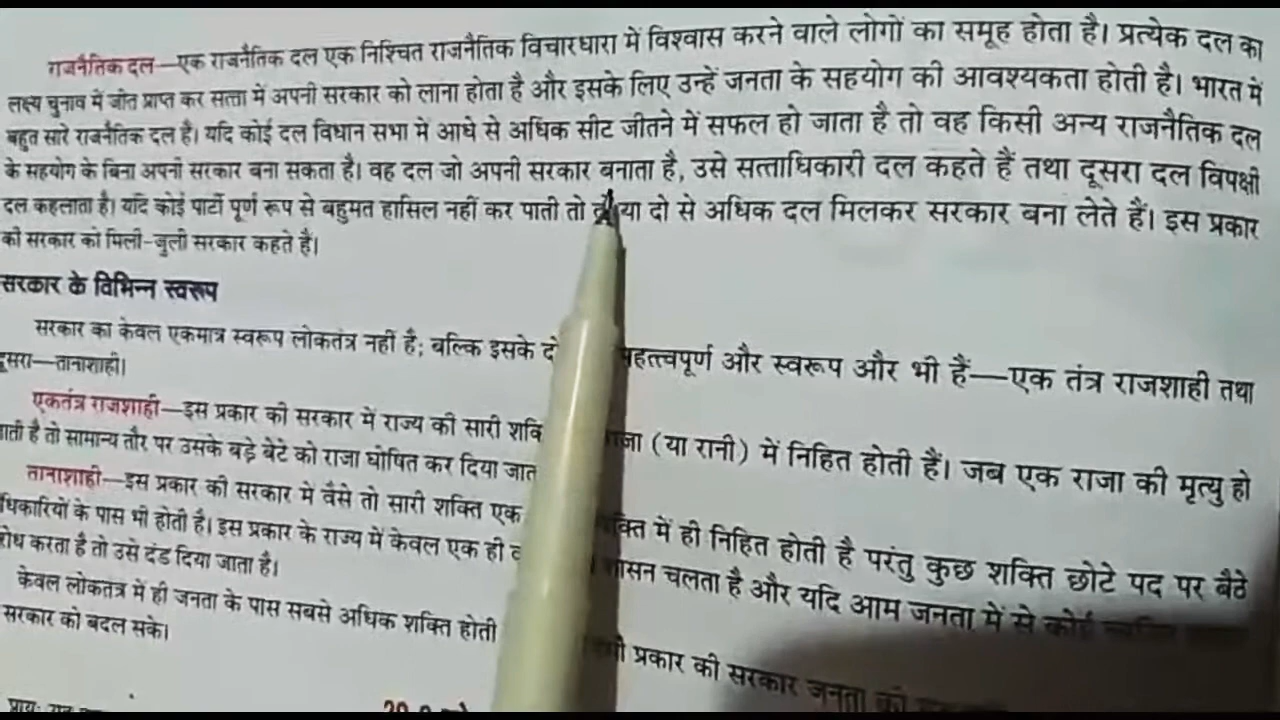 राजनैतिक दल—एक राजनैतिक दल एक निश्चित राजनैतिक विचारधारा में विश्वास करने वाले लोगों का समूह होता है। प्रत्येक दल का
लक्ष्य चुनाव में जीत प्राप्त कर सत्ता में अपनी सरकार को लाना होता है और इसके लिए उन्हें जनता के सहयोग की आवश्यकता होती है। भारत में
बहुत सारे राजनैतिक दल हैं। यदि कोई दल विधान सभा में आधे से अधिक सीट जीतने में सफल हो जाता है तो वह किसी अन्य राजनैतिक दल
के सहयोग के बिना अपनी सरकार बना सकता है। वह दल जो अपनी सरकार बनाता है, उसे सत्ताधिकारी दल कहते हैं तथा दूसरा दल विपक्षी
दल कहलाता है। यदि कोई पार्टी पूर्ण रूप से बहुमत हासिल नहीं कर पाती तो या दो से अधिक दल मिलकर सरकार बना लेते हैं। इस प्रकार
की सरकार को मिली-जुली सरकार कहते हैं।
सरकार के विभिन्न स्वरूप
सरकार का केवल एकमात्र स्वरूप लोकतंत्र नहीं है; बल्कि इसके दो महत्त्वपूर्ण और स्वरूप और भी हैं—एक तंत्र राजशाही तथा
दूसरा—तानाशाही।
एकतंत्र राजशाही—इस प्रकार की सरकार में राज्य की सारी राजा (या रानी) में निहित होती हैं। जब एक राजा की मृत्यु हो
जाती है तो सामान्य तौर पर उसके बड़े बेटे को राजा घोषित कर दिया
तानाशाही—इस प्रकार की सरकार में वैसे तो सारी शक्ति एक में ही निहित होती है परंतु कुछ शक्ति छोटे पद पर बैठे
के पास भी होती है। इस प्रकार के राज्य में केवल एक ही शासन चलता है और यदि आम जनता में से कोई
करता है तो उसे दंड दिया जाता है।
केवल लोकतंत्र में ही जनता के पास सबसे अधिक शक्ति होती प्रकार की सरकार जनता की
सरकार को बदल सके।